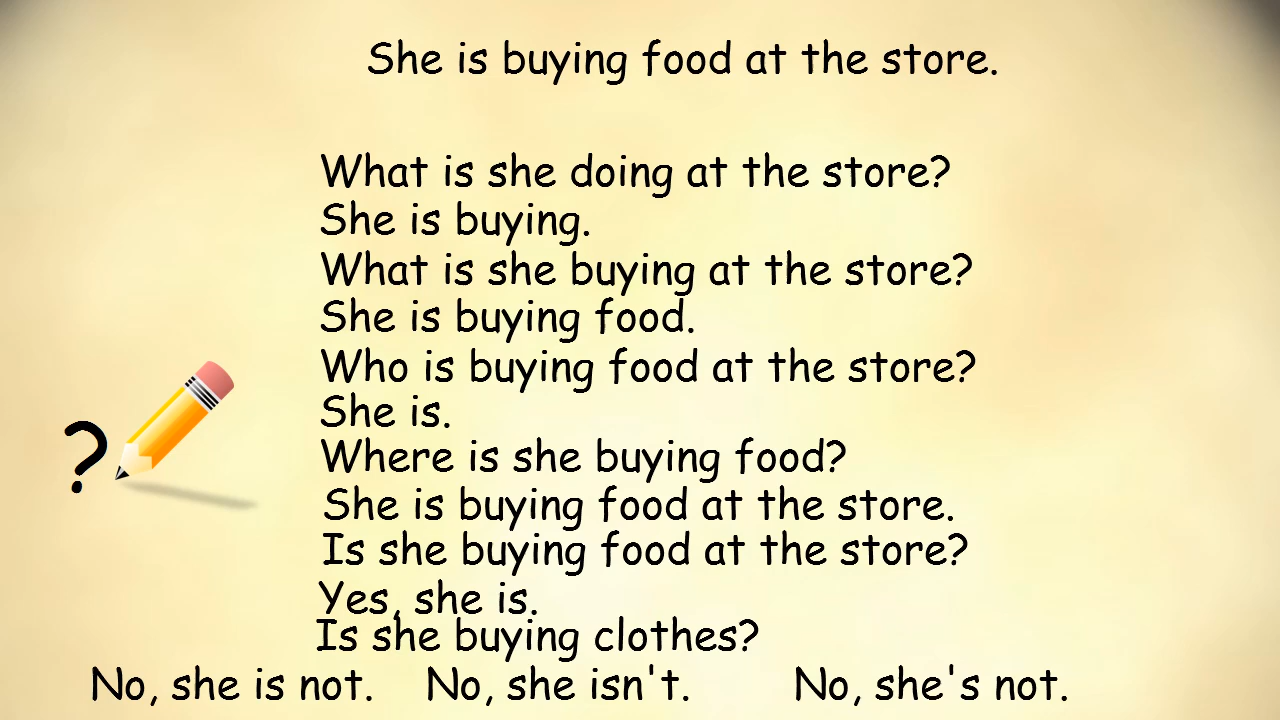 She is buying food at the store.
What is she doing at the store?
She is buying.
What is she buying at the store?
She is buying food.
Who is buying food at the store?
She is.
Where is she buying food?
She is buying food at the store.
Is she buying food at the store?
Yes, she is.
Is she buying clothes?
No, she is not. No, she isn't. No, she's not.
?